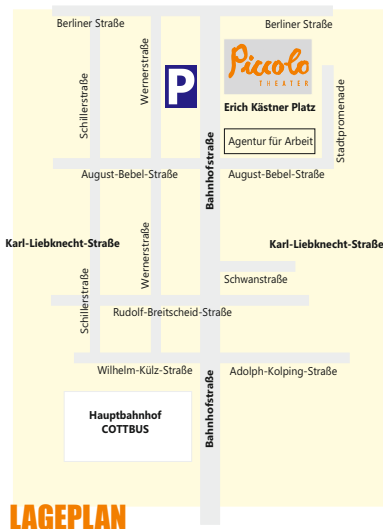 Berliner Straße
Berliner Straße
Schillerstraße
Wernerstraße
P
Piccolo
THEATER
Erich Kästner Platz
Agentur für Arbeit
Stadtpromenade
Bahnhofstraße
August-Bebel-Straße
August-Bebel-Straße
Karl-Liebknecht-Straße
Karl-Liebknecht-Straße
Wernerstraße
Schillerstraße
Schwanstraße
Rudolf-Breitscheid-Straße
Wilhelm-Külz-Straße
Adolph-Kolping-Straße
Bahnhofstraße
Hauptbahnhof
COTTBUS
LAGEPLAN